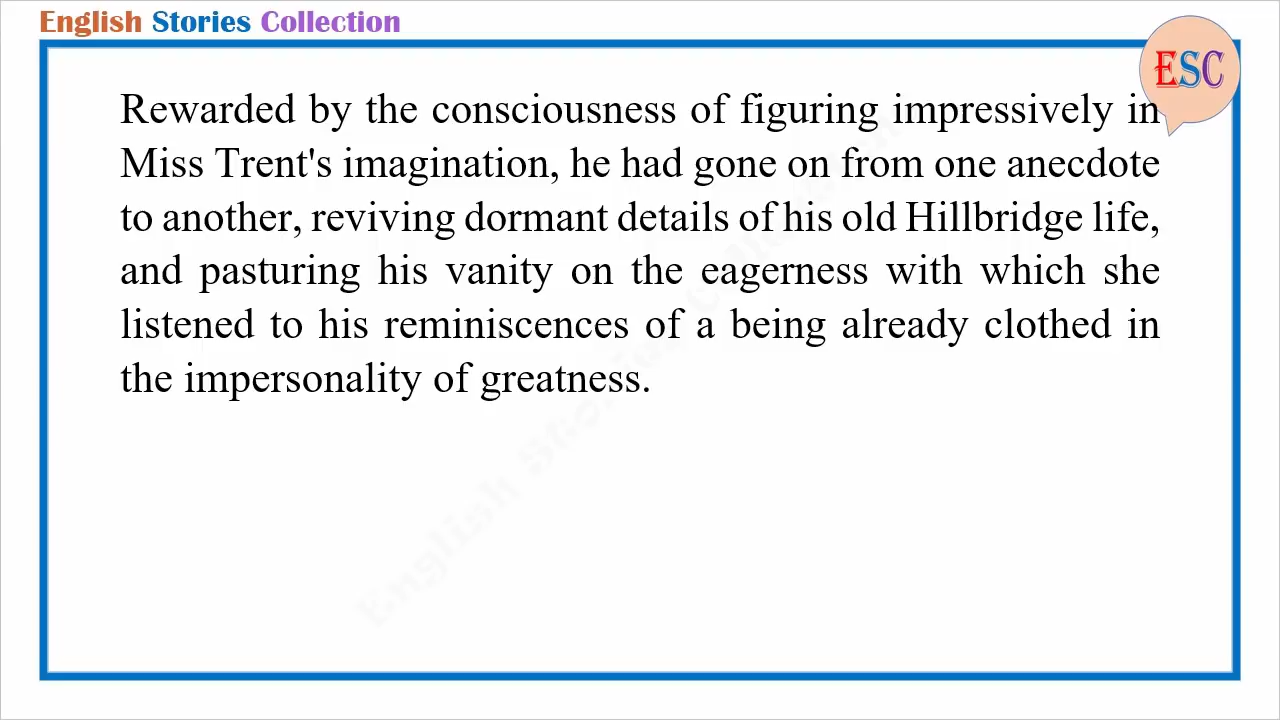 English Stories Collection
ESC
Rewarded by the consciousness of figuring impressively in
Miss Trent's imagination, he had gone on from one anecdote
to another, reviving dormant details of his old Hillbridge life,
and pasturing his vanity on the eagerness with which she
listened to his reminiscences of a being already clothed in
the impersonality of greatness.